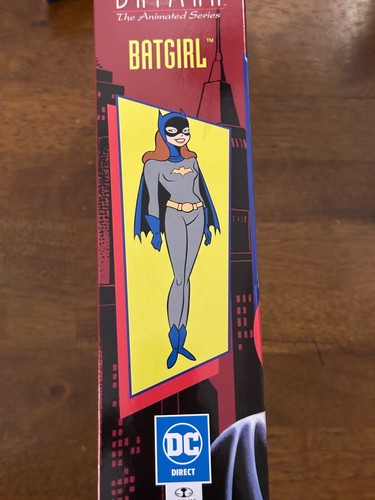 The Animated Series
BATGIRL™
DC
DIRECT